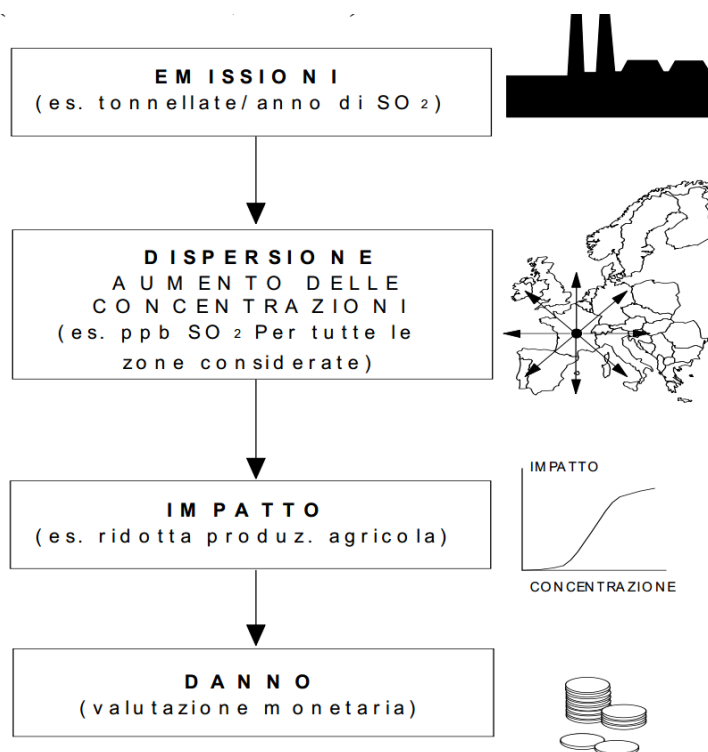 EMISSIONI
(es. tonnellate/anno di SO2)
DISPERSIONE
AUMENTO DELLE
CONCENTRAZIONI
(es. ppb SO2 Per tutte le
zone considerate)
IMPATTO
(es. ridotta produz. agricola)
IMPATTO
CONCENTRAZIONE
DANNO
(valutazione monetaria)